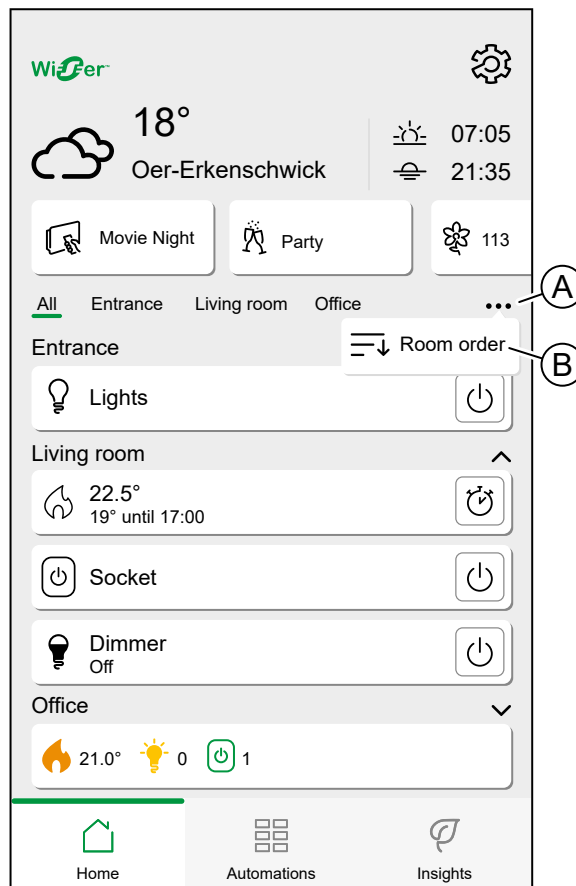 Wiser
18°
07:05
Oer-Erkenschwick
21:35
Movie Night
Party
113
All Entrance Living room Office
A
Room order
B
Entrance
Lights
Living room
22.5°
19° until 17:00
Socket
Dimmer
Off
Office
21.0° 0 1
Home Automations Insights